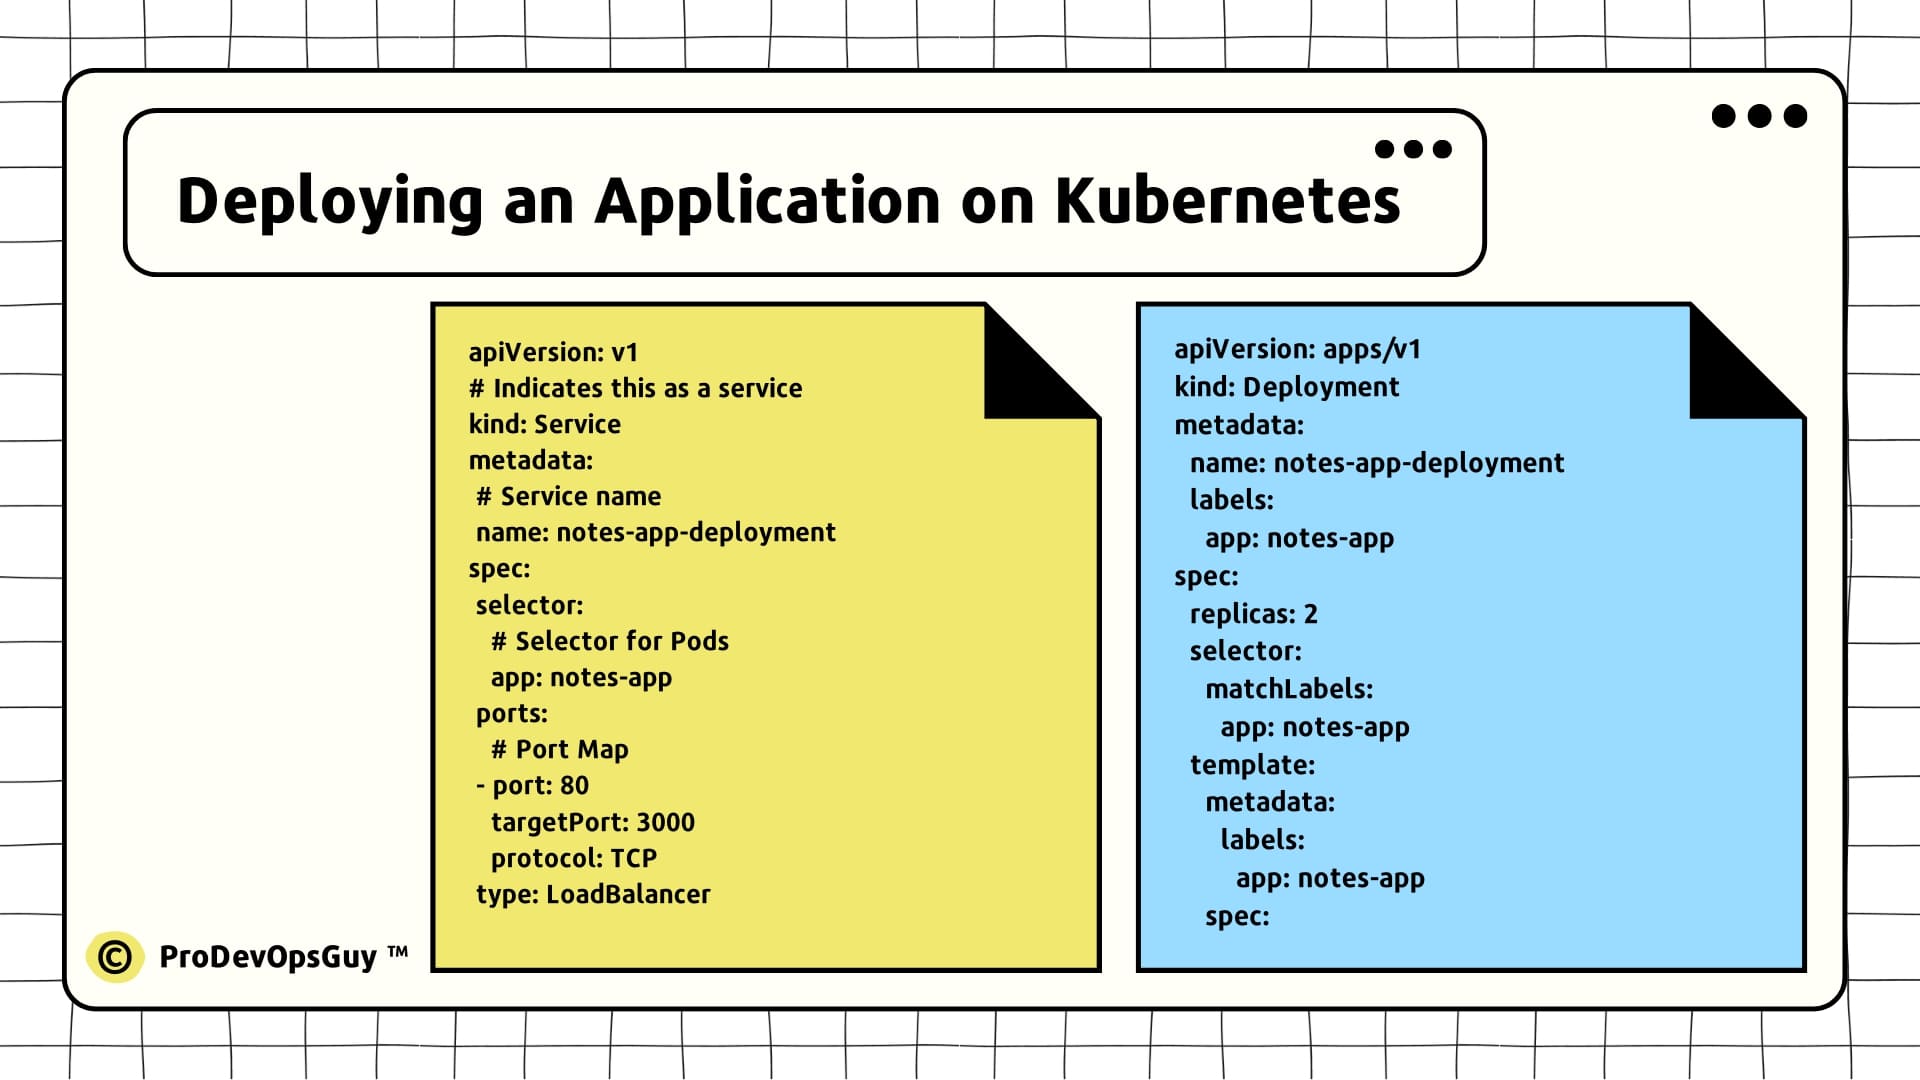 Deploying an Application on Kubernetes
apiVersion: v1
# Indicates this as a service
kind: Service
metadata:
 # Service name
 name: notes-app-deployment
spec:
 selector:
   # Selector for Pods
   app: notes-app
 ports:
   # Port Map
 - port: 80
   targetPort: 3000
   protocol: TCP
 type: LoadBalancer
apiVersion: apps/v1
kind: Deployment
metadata:
  name: notes-app-deployment
  labels:
    app: notes-app
spec:
  replicas: 2
  selector:
    matchLabels:
      app: notes-app
  template:
    metadata:
      labels:
        app: notes-app
    spec:
© ProDevOpsGuy ™